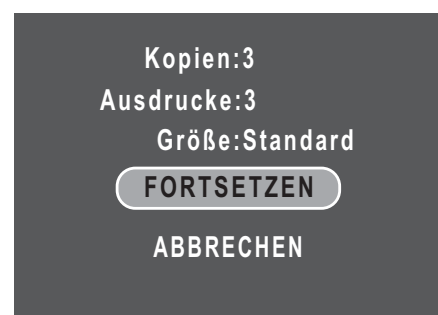 Kopien:3
Ausdrucke:3
Größe:Standard
FORTSETZEN
ABBRECHEN